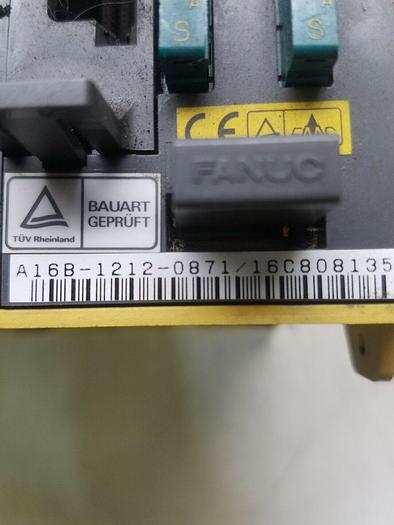 A
S
A
S
CE
FANUC
TÜV Rheinland
BAUART
GEPRÜFT
A16B-1212-0871/16C808135